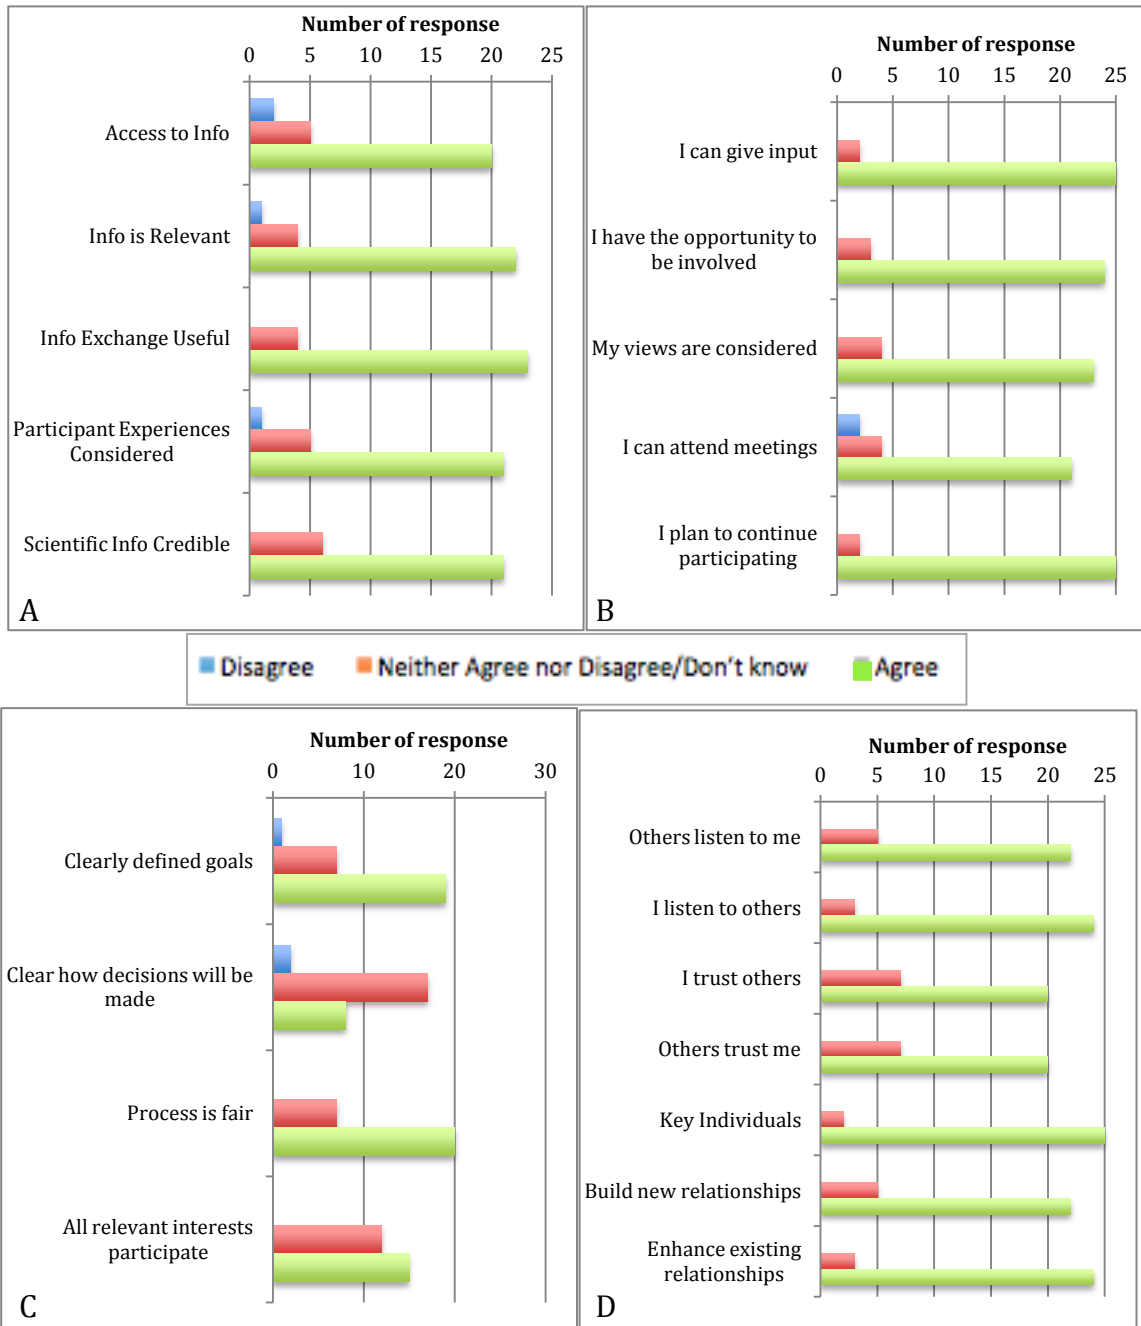 Number of response
0 5 10 15 20 25
Access to Info
Info is Relevant
Info Exchange Useful
Participant Experiences
Considered
Scientific Info Credible
A
Number of response
0 5 10 15 20 25
I can give input
I have the opportunity to
be involved
My views are considered
I can attend meetings
I plan to continue
participating
B
Disagree Neither Agree nor Disagree/Don't know Agree
Number of response
0 10 20 30
Clearly defined goals
Clear how decisions will be
made
Process is fair
All relevant interests
participate
C
Number of response
0 5 10 15 20 25
Others listen to me
I listen to others
I trust others
Others trust me
Key Individuals
Build new relationships
Enhance existing
relationships
D